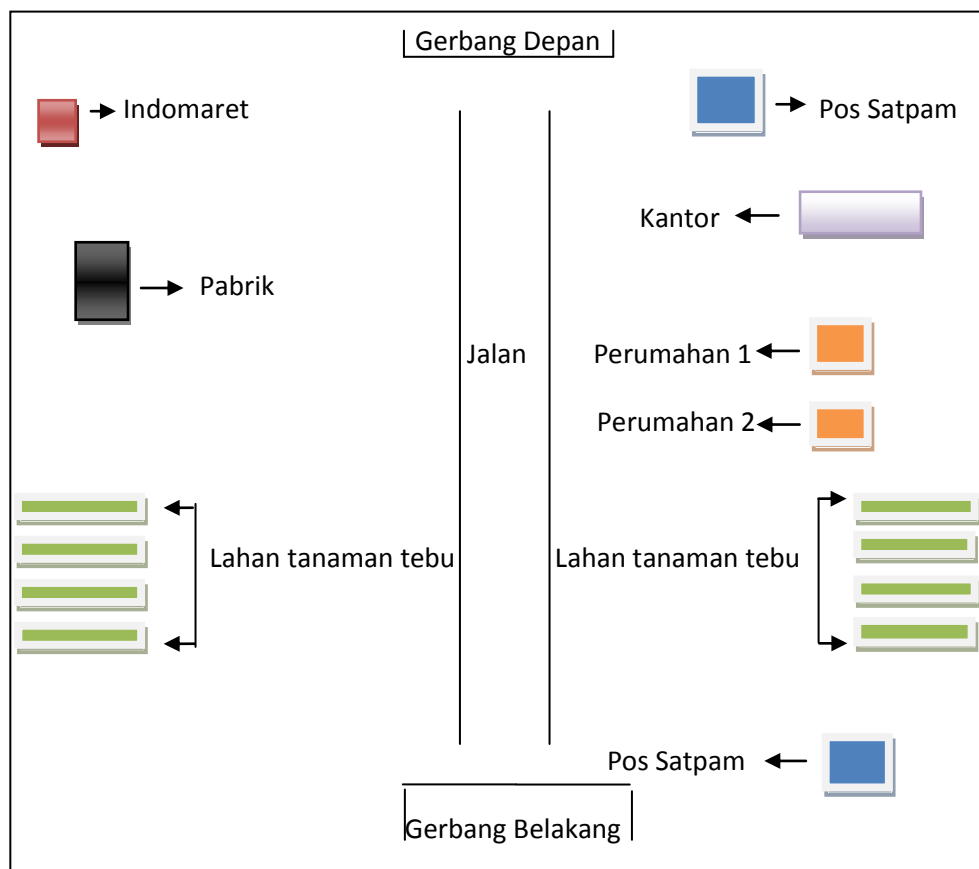 Gerbang Depan
Indomaret
Pos Satpam
Kantor
Pabrik
Jalan
Perumahan 1
Perumahan 2
Lahan tanaman tebu
Lahan tanaman tebu
Pos Satpam
Gerbang Belakang